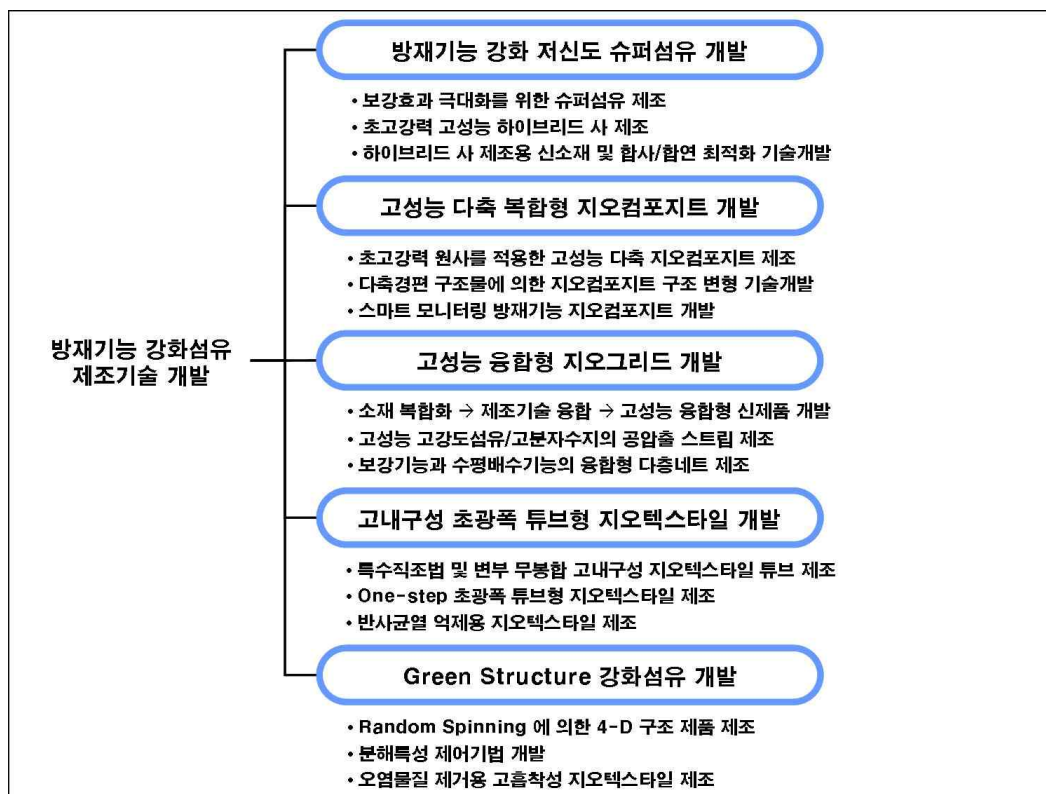 방재기능 강화섬유
제조기술 개발
방재기능 강화 저신도 슈퍼섬유 개발
• 보강효과 극대화를 위한 슈퍼섬유 제조
• 초고강력 고성능 하이브리드 사 제조
• 하이브리드 사 제조용 신소재 및 합사/합연 최적화 기술개발
고성능 다축 복합형 지오컴포지트 개발
• 초고강력 원사를 적용한 고성능 다축 지오컴포지트 제조
• 다축경편 구조물에 의한 지오컴포지트 구조 변형 기술개발
• 스마트 모니터링 방재기능 지오컴포지트 개발
고성능 융합형 지오그리드 개발
• 소재 복합화 → 제조기술 융합 → 고성능 융합형 신제품 개발
• 고성능 고강도섬유/고분자수지의 공압출 스트립 제조
• 보강기능과 수평배수기능의 융합형 다층네트 제조
고내구성 초광폭 튜브형 지오텍스타일 개발
• 특수직조법 및 변부 무봉합 고내구성 지오텍스타일 튜브 제조
• One-step 초광폭 튜브형 지오텍스타일 제조
• 반사균열 억제용 지오텍스타일 제조
Green Structure 강화섬유 개발
• Random Spinning 에 의한 4-D 구조 제품 제조
• 분해특성 제어기법 개발
• 오염물질 제거용 고흡착성 지오텍스타일 제조